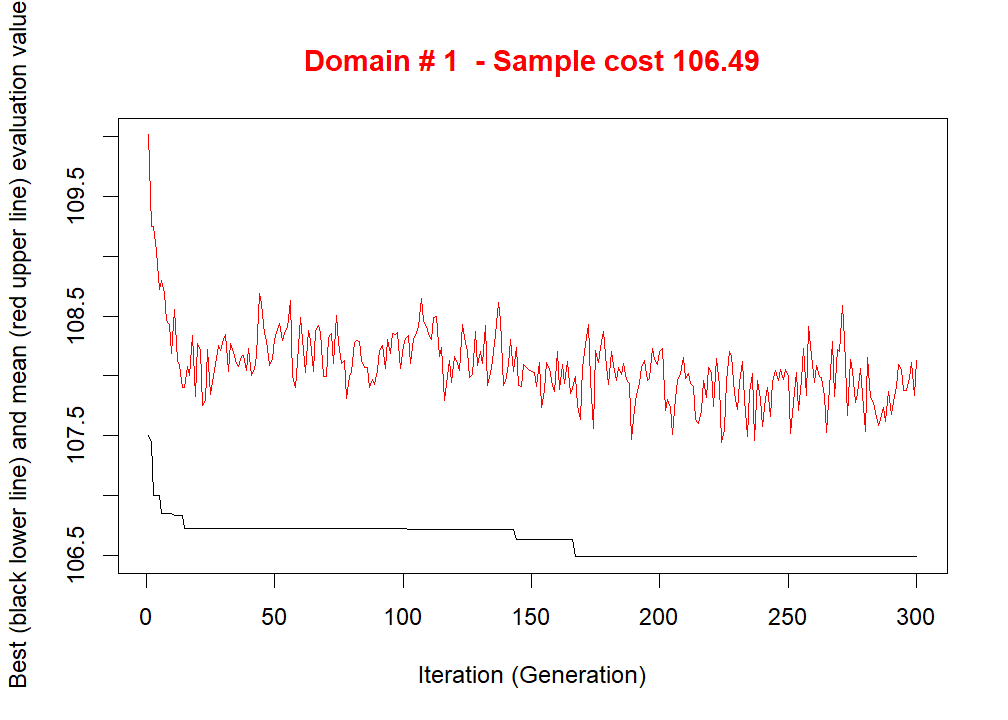 Domain # 1  - Sample cost 106.49
Best (black lower line) and mean (red upper line) evaluation value
109.5
108.5
107.5
106.5
0 50 100 150 200 250 300
Iteration (Generation)